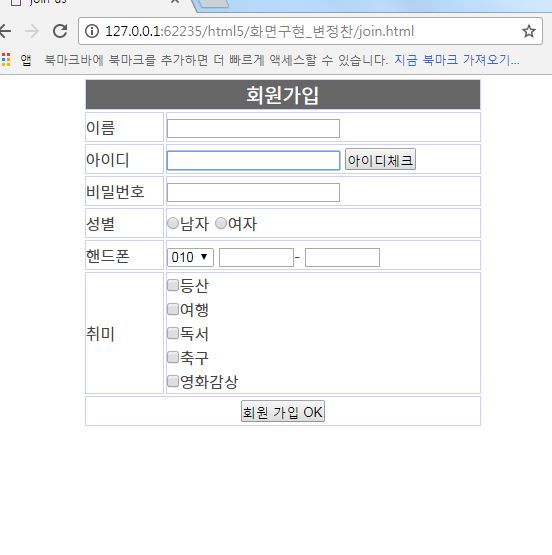 join us
127.0.0.1:62235/html5/화면구현_변정찬/join.html
앱 북마크바에 북마크를 추가하면 더 빠르게 액세스할 수 있습니다. 지금 북마크 가져오기...
회원가입
이름
아이디 아이디체크
비밀번호
성별 남자 여자
핸드폰 010 -
등산
여행
취미 독서
축구
영화감상
회원 가입 OK